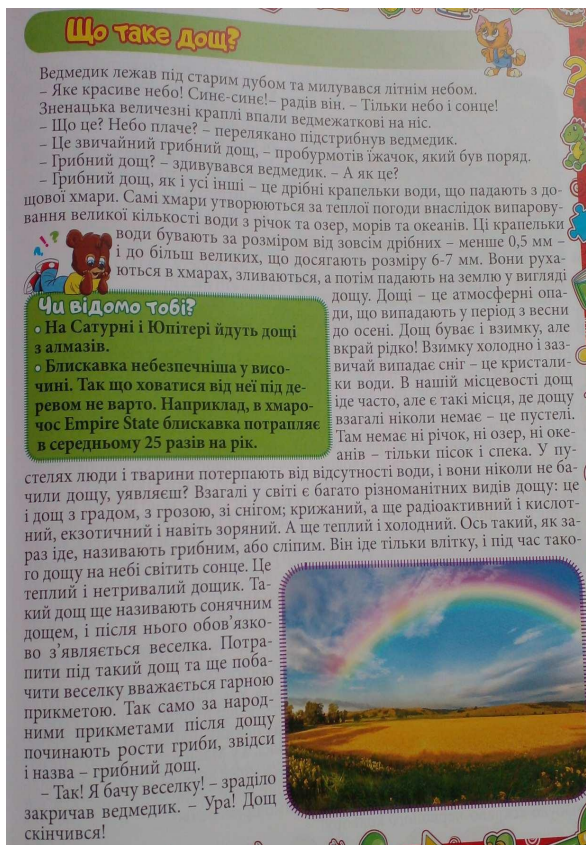 Що таке дощ?
Ведмедик лежав під старим дубом та милувався літнім небом.
– Яке красиве небо! Синє-синє!– радів він. – Тільки небо і сонце!
Зненацька величезні краплі впали ведмежаткові на ніс.
– Що це? Небо плаче? – перелякано підстрибнув ведмедик.
– Це звичайний грибний дощ, – пробурмотів їжачок, який був поряд.
– Грибний дощ? – здивувався ведмедик. – А як це?
– Грибний дощ, як і усі інші – це дрібні крапельки води, що падають з до-
щової хмари. Самі хмари утворюються за теплої погоди внаслідок випарову-
вання великої кількості води з річок та озер, морів та океанів. Ці крапельки
води бувають за розміром від зовсім дрібних – менше 0,5 мм –
і до більш великих, що досягають розміру 6-7 мм. Вони руха-
ються в хмарах, зливаються, а потім падають на землю у вигляді
дощу. Дощі – це атмосферні опа-
ди, що випадають у період з весни
до осені. Дощ буває і взимку, але
вкрай рідко! Взимку холодно і заз-
вичай випадає сніг – це кристали-
ки води. В нашій місцевості дощ
іде часто, але є такі місця, де дощу
взагалі ніколи немає – це пустелі.
Там немає ні річок, ні озер, ні оке-
анів – тільки пісок і спека. У пу-
Чи відомо тобі?
• На Сатурні і Юпітері йдуть дощі
з алмазів.
• Блискавка небезпечніша у висо-
чині. Так що ховатися від неї під де-
ревом не варто. Наприклад, в хмаро-
чос Empire State блискавка потрапляє
в середньому 25 разів на рік.
стелях люди і тварини потерпають від відсутності води, і вони ніколи не ба-
чили дощу, уявляєш? Взагалі у світі є багато різноманітних видів дощу: це
і дощ з градом, з грозою, зі снігом; крижаний, а ще радіоактивний і кислот-
ний, екзотичний і навіть зоряний. А ще теплий і холодний. Ось такий, як за-
раз іде, називають грибним, або сліпим. Він іде тільки влітку, і під час тако-
го дощу на небі світить сонце. Це
теплий і нетривалий дощик. Та-
кий дощ ще називають сонячним
дощем, і після нього обов’язко-
во з’являється веселка. Потра-
пити під такий дощ та ще поба-
чити веселку вважається гарною
прикметою. Так само за народ-
ними прикметами після дощу
починають рости гриби, звідси
і назва – грибний дощ.
– Так! Я бачу веселку! – зраділо
закричав ведмедик. – Ура! Дощ
скінчився!